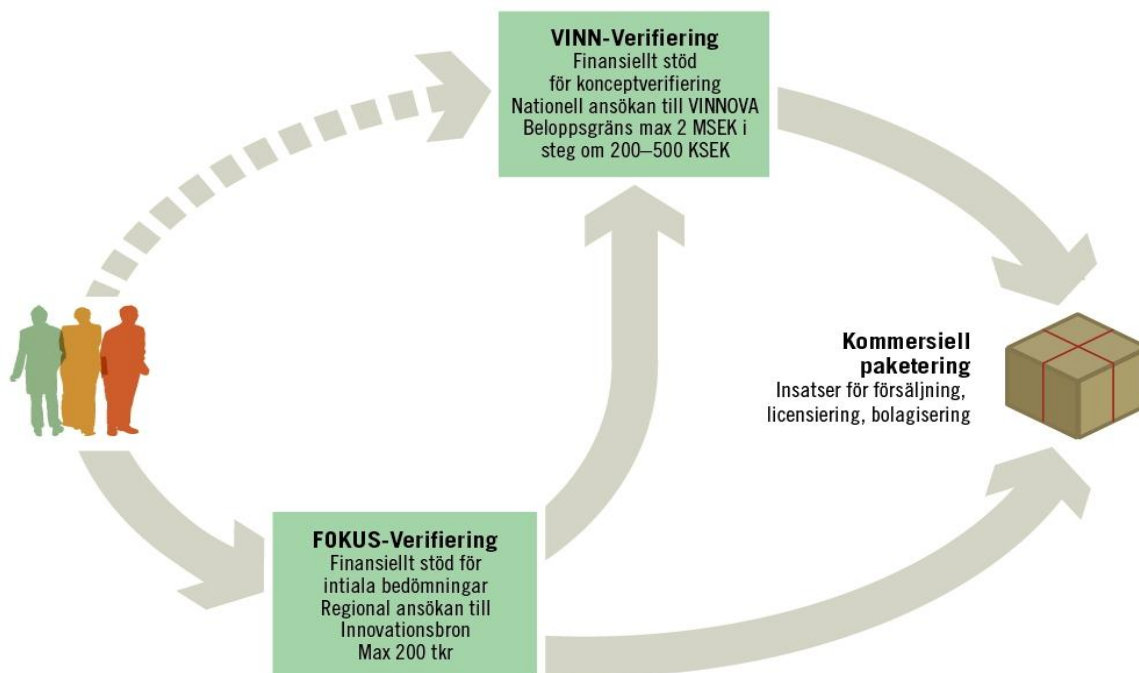 VINN-Verifiering
Finansiellt stöd
för konceptverifiering
Nationell ansökan till VINNOVA
Beloppsgräns max 2 MSEK i
steg om 200–500 KSEK
Kommersiell
paketering
Insatser för försäljning,
licensiering, bolagisering
FOKUS-Verifiering
Finansiellt stöd för
intiala bedömningar
Regional ansökan till
Innovationsbron
Max 200 tkr